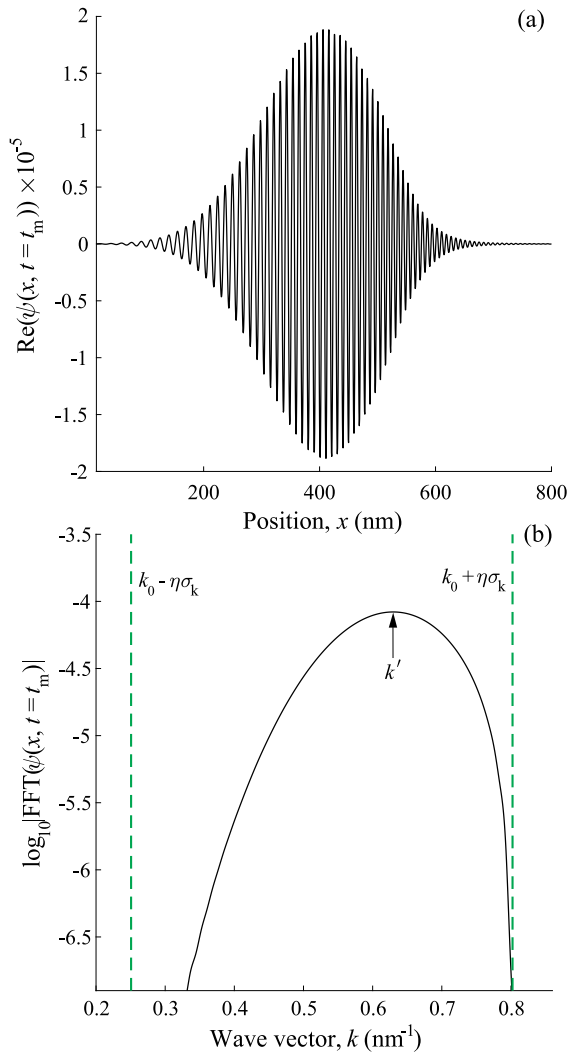 (a)
2
1.5
1
0.5
0
-0.5
-1
-1.5
-2
Re(ψ(x, t = tₘ)) ×10⁻⁵
200 400 600 800
Position, x (nm)
(b)
-3.5
-4
-4.5
-5
-5.5
-6
-6.5
log₁₀|FFT(ψ(x, t = tₘ)|
k₀ - ησₖ
k₀ + ησₖ
k′
0.2 0.3 0.4 0.5 0.6 0.7 0.8
Wave vector, k (nm⁻¹)